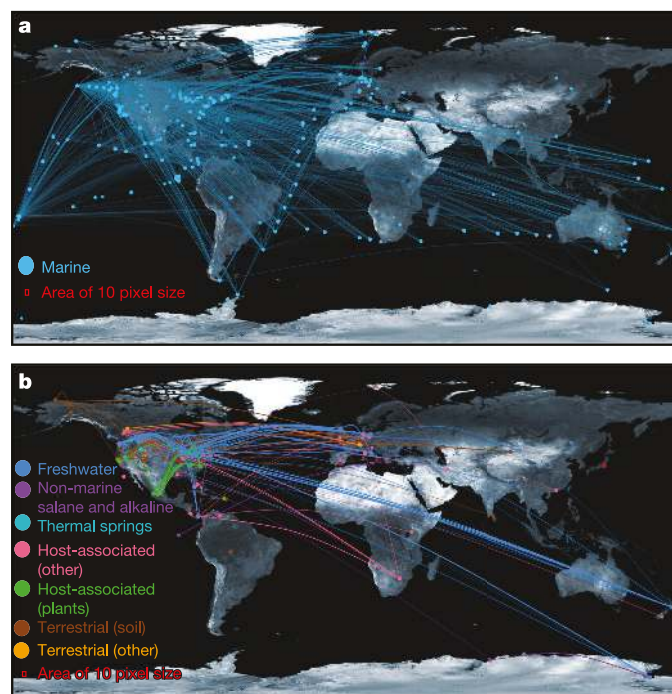 a
Marine
Area of 10 pixel size
b
Freshwater
Non-marine
salane and alkaline
Thermal springs
Host-associated
(other)
Host-associated
(plants)
Terrestrial (soil)
Terrestrial (other)
Area of 10 pixel size